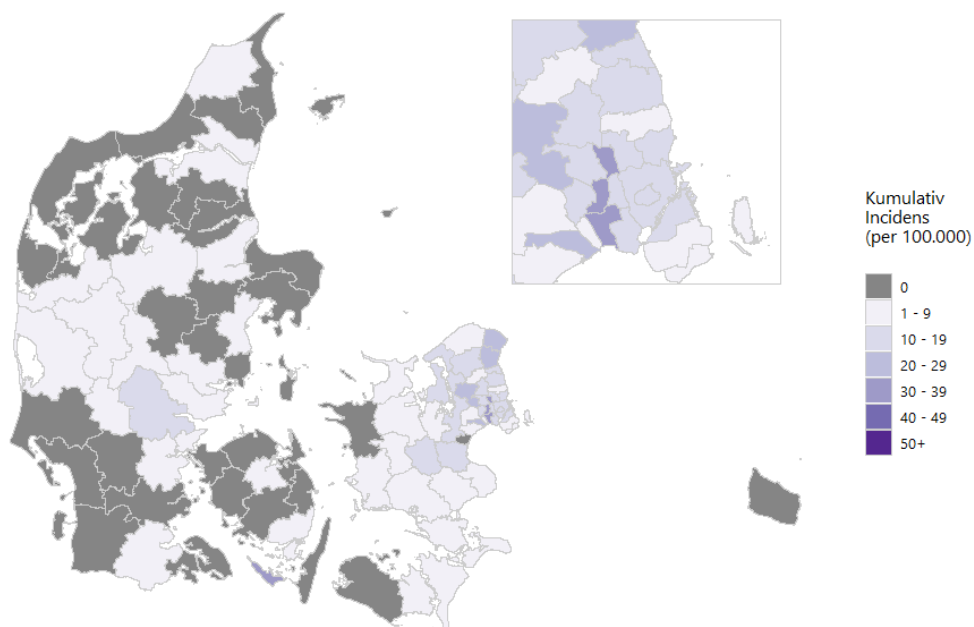 Kumulativ
Incidens
(per 100.000)
0
1 - 9
10 - 19
20 - 29
30 - 39
40 - 49
50+